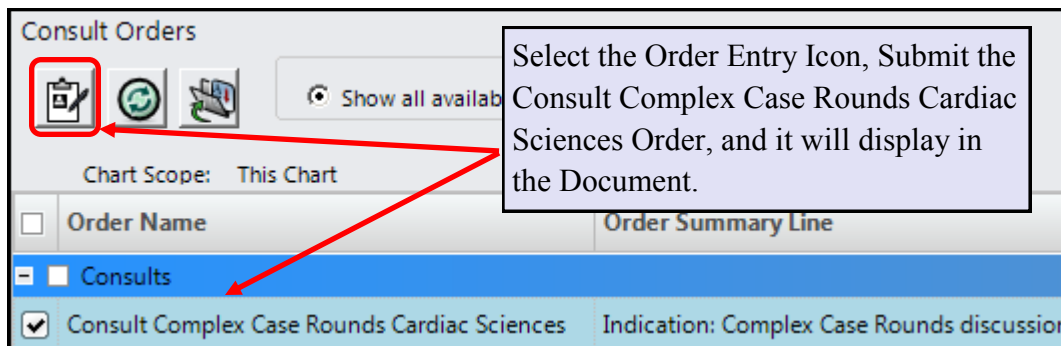 Consult Orders
Select the Order Entry Icon, Submit the
Consult Complex Case Rounds Cardiac
Sciences Order, and it will display in
the Document.
Show all availab
Chart Scope: This Chart
Order Name Order Summary Line
Consults
Consult Complex Case Rounds Cardiac Sciences Indication: Complex Case Rounds discussion